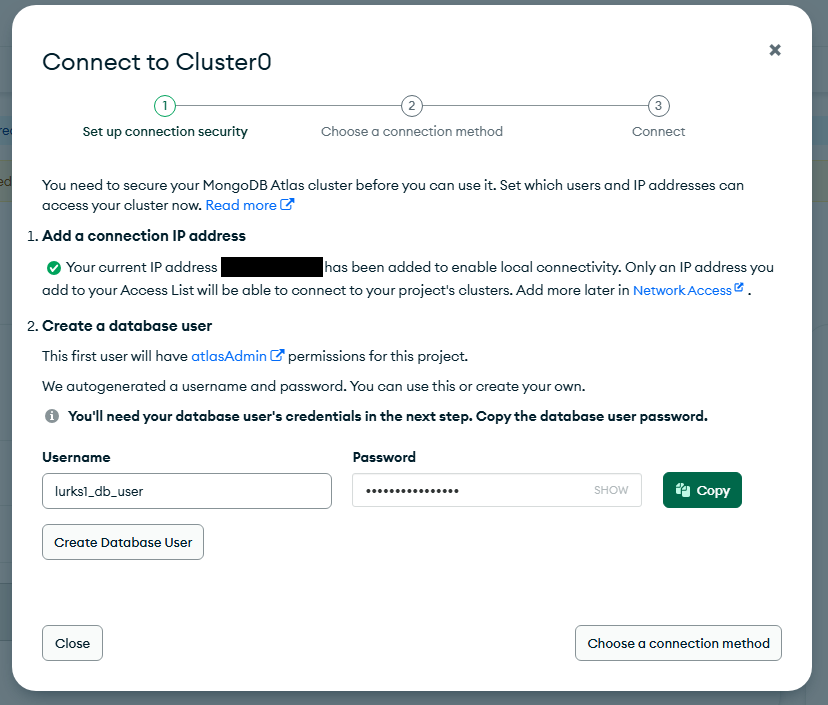 Connect to Cluster0
1
2
3
Set up connection security
Choose a connection method
Connect
You need to secure your MongoDB Atlas cluster before you can use it. Set which users and IP addresses can
access your cluster now. Read more
1. Add a connection IP address
Your current IP address has been added to enable local connectivity. Only an IP address you
add to your Access List will be able to connect to your project's clusters. Add more later in Network Access .
2. Create a database user
This first user will have atlasAdmin permissions for this project.
We autogenerated a username and password. You can use this or create your own.
You'll need your database user's credentials in the next step. Copy the database user password.
Username
Password
lurks1_db_user
•••••••••••••••• SHOW
Copy
Create Database User
Close
Choose a connection method